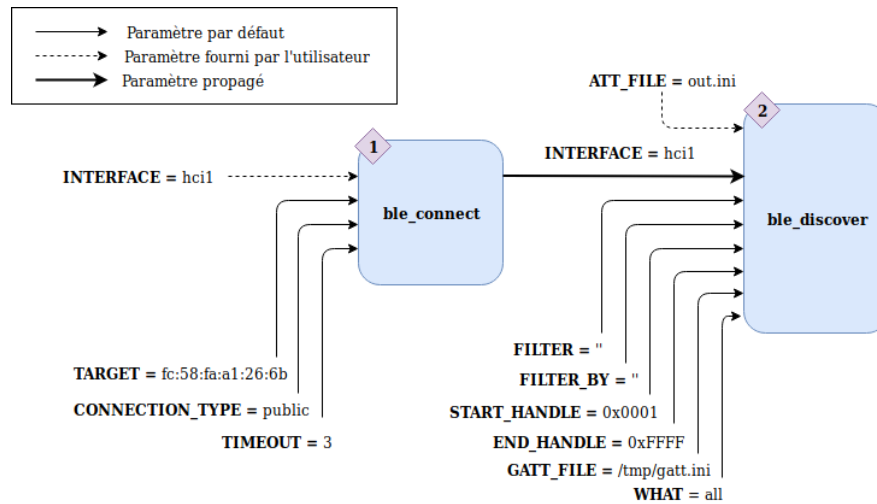 Paramètre par défaut
Paramètre fourni par l'utilisateur
Paramètre propagé
ATT_FILE = out.ini
2
1
INTERFACE = hci1
INTERFACE = hci1
ble_connect
ble_discover
TARGET = fc:58:fa:a1:26:6b
CONNECTION_TYPE = public
TIMEOUT = 3
FILTER = ''
FILTER_BY = ''
START_HANDLE = 0x0001
END_HANDLE = 0xFFFF
GATT_FILE = /tmp/gatt.ini
WHAT = all